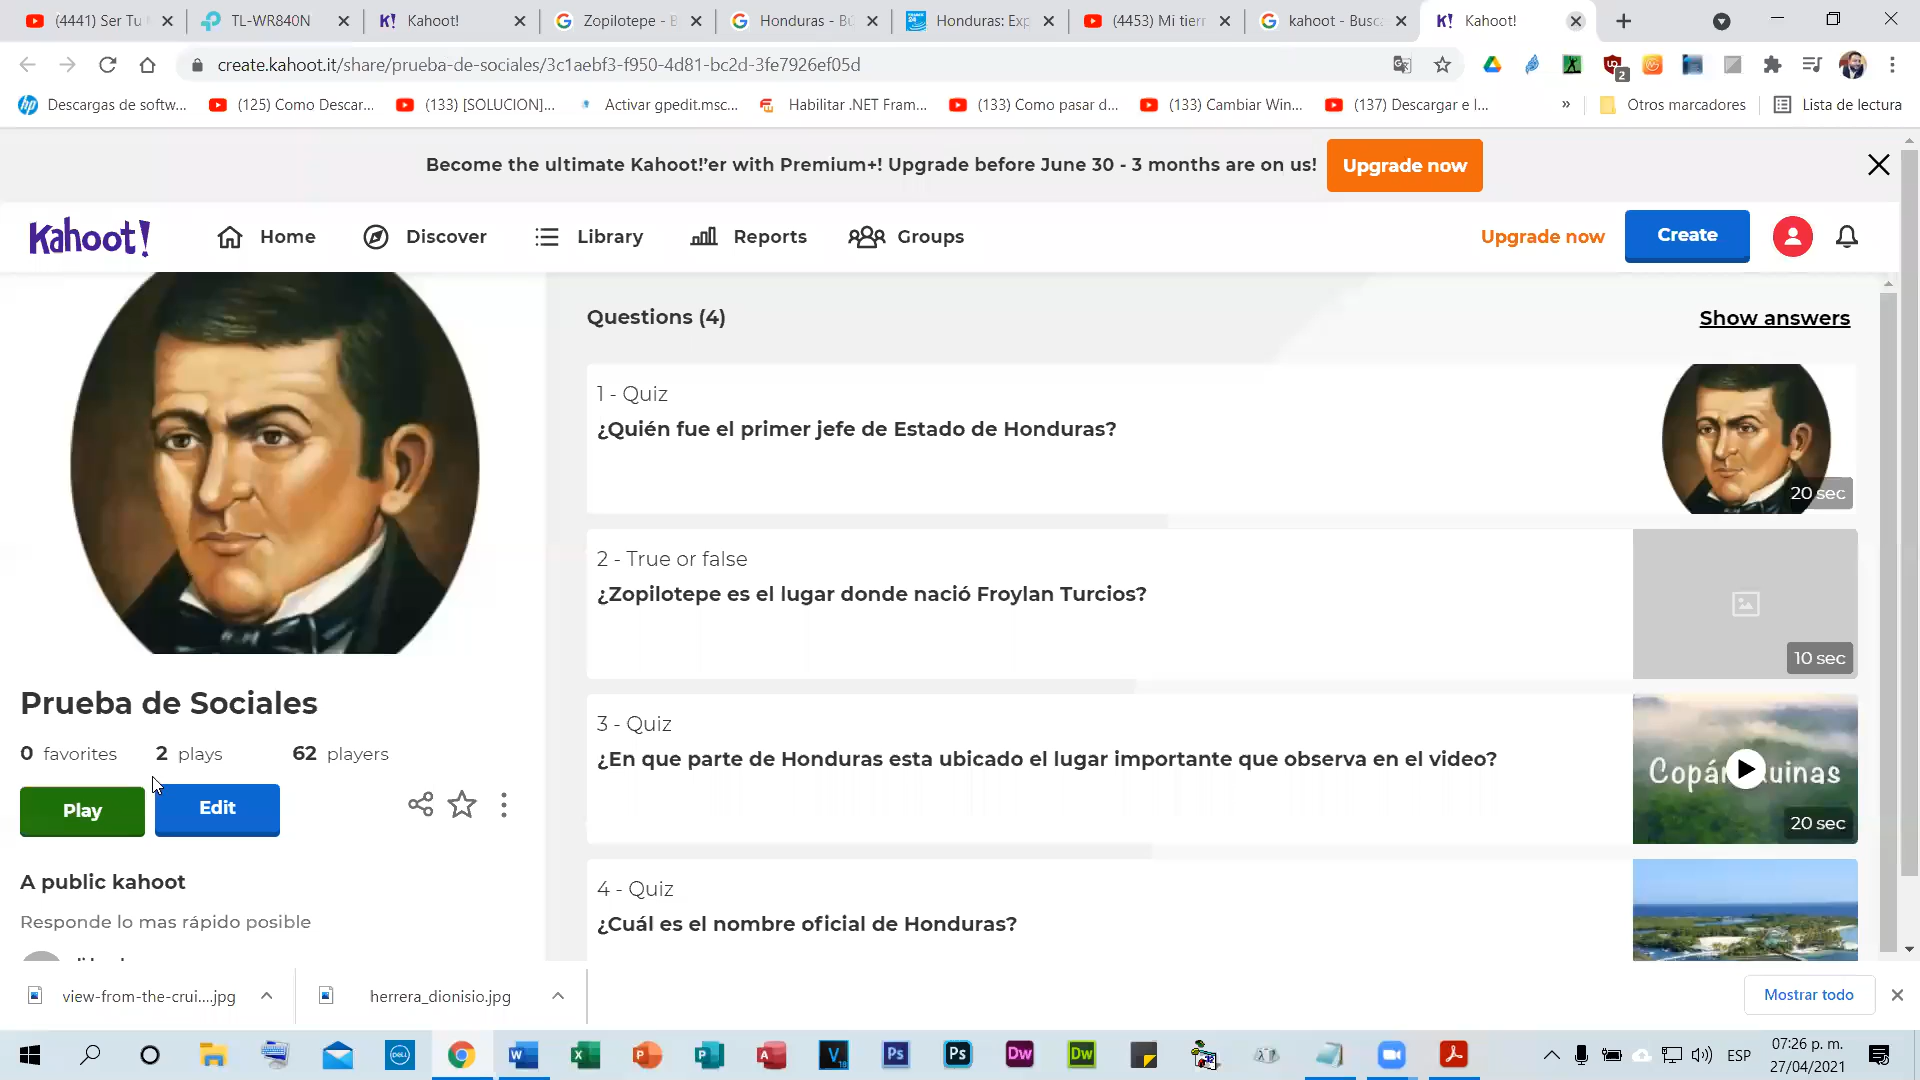 (4441) Ser Tu
TL-WR840N
Kahoot!
Zopilotepe - B
Honduras - Bú
Honduras: Exp
(4453) Mi tierr
kahoot - Busc
Kahoot!
create.kahoot.it/share/prueba-de-sociales/3c1aebf3-f950-4d81-bc2d-3fe7926ef05d
Descargas de softw...
(125) Como Descar...
(133) [SOLUCION]...
Activar gpedit.msc...
Habilitar .NET Fram...
(133) Como pasar d...
(133) Cambiar Win...
(137) Descargar e I...
»
Otros marcadores
Lista de lectura
Become the ultimate Kahoot!'er with Premium+! Upgrade before June 30 - 3 months are on us!
Upgrade now
Kahoot!
Home
Discover
Library
Reports
Groups
Upgrade now
Create
Questions (4)
Show answers
1 - Quiz
¿Quién fue el primer jefe de Estado de Honduras?
20 sec
2 - True or false
¿Zopilotepe es el lugar donde nació Froylan Turcios?
10 sec
3 - Quiz
¿En que parte de Honduras esta ubicado el lugar importante que observa en el video?
20 sec
4 - Quiz
¿Cuál es el nombre oficial de Honduras?
Prueba de Sociales
0 favorites
2 plays
62 players
Play
Edit
A public kahoot
Responde lo mas rápido posible
view-from-the-crui....jpg
herrera_dionisio.jpg
Mostrar todo
ESP
07:26 p. m.
27/04/2021